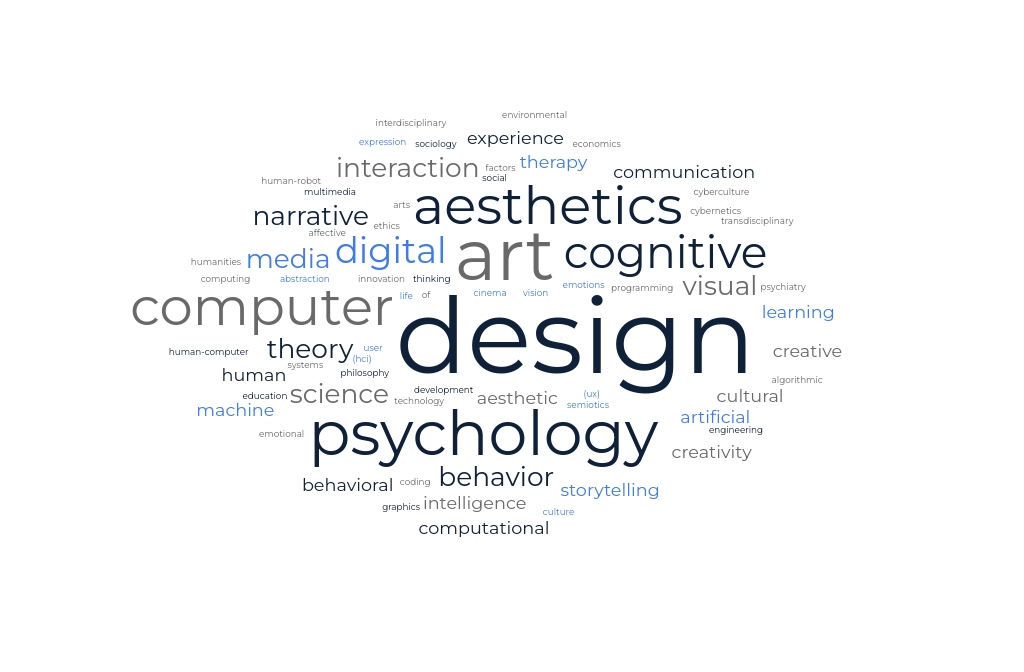 environmental
interdisciplinary
expression sociology experience economics
interaction factors therapy communication
human-robot social
multimedia aesthetics cyberculture
arts cybernetics
narrative ethics transdisciplinary
affective
media digital art cognitive
humanities
computing abstraction innovation thinking emotions visual psychiatry
programming
computer life of cinema vision
design learning
human-computer theory user creative
(hci)
systems
human philosophy algorithmic
education science development aesthetic (ux) cultural
technology semiotics
machine artificial
engineering
emotional psychology creativity
behavioral coding behavior storytelling
graphics intelligence culture
computational